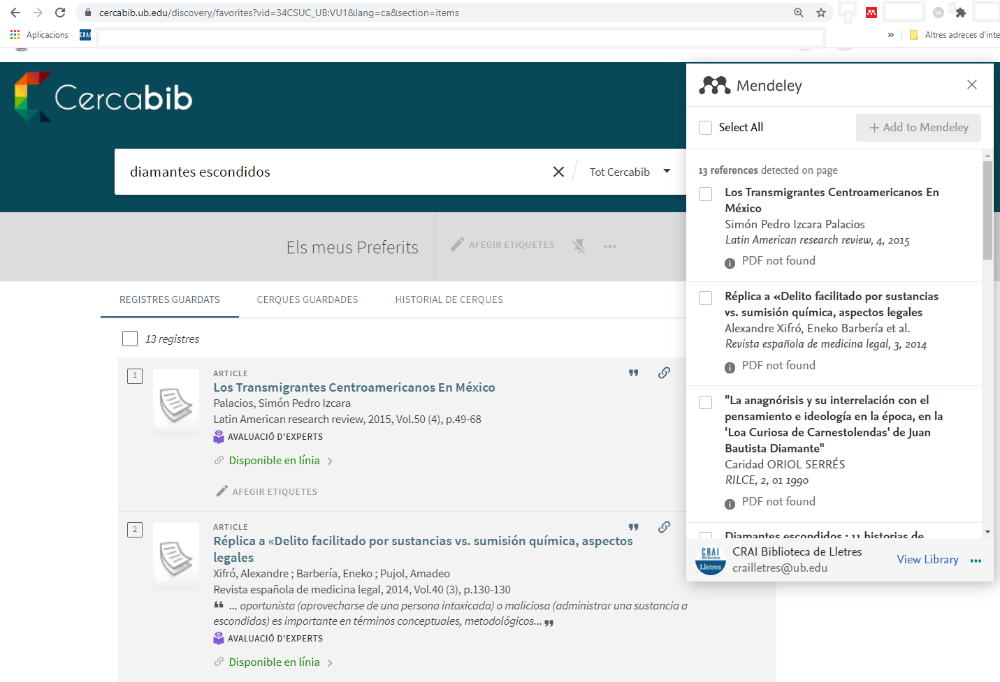 cercabib.ub.edu/discovery/favorites?vid=34CSUC_UB:VU1&lang=ca&section=items
Aplicacions
CRAI
»
Altres adreces d'inte
Cercabib
diamantes escondidos
Tot Cercabib
Els meus Preferits
AFEGIR ETIQUETES
REGISTRES GUARDATS
CERQUES GUARDADES
HISTORIAL DE CERQUES
13 registres
1
ARTICLE
Los Transmigrantes Centroamericanos En México
Palacios, Simón Pedro Izcara
Latin American research review, 2015, Vol.50 (4), p.49-68
AVALUACIÓ D'EXPERTS
Disponible en línia
AFEGIR ETIQUETES
2
ARTICLE
Réplica a «Delito facilitado por sustancias vs. sumisión química, aspectos
legales
Xifró, Alexandre ; Barbería, Eneko ; Pujol, Amadeo
Revista española de medicina legal, 2014, Vol.40 (3), p.130-130
... oportunista (aprovecharse de una persona intoxicada) o maliciosa (administrar una sustancia a
escondidas) es importante en términos conceptuales, metodológicos...
AVALUACIÓ D'EXPERTS
Disponible en línia
Mendeley
Select All
+ Add to Mendeley
13 references detected on page
Los Transmigrantes Centroamericanos En
México
Simón Pedro Izcara Palacios
Latin American research review, 4, 2015
PDF not found
Réplica a «Delito facilitado por sustancias
vs. sumisión química, aspectos legales
Alexandre Xifró, Eneko Barbería et al.
Revista española de medicina legal, 3, 2014
PDF not found
"La anagnórisis y su interrelación con el
pensamiento e ideología en la época, en la
'Loa Curiosa de Carnestolendas' de Juan
Bautista Diamante"
Caridad ORIOL SERRÉS
RILCE, 2, 01 1990
PDF not found
Diamantes escondidos : 11 historias de
CRAI
Biblioteca
Lletres
CRAI Biblioteca de Lletres
crailletres@ub.edu
View Library